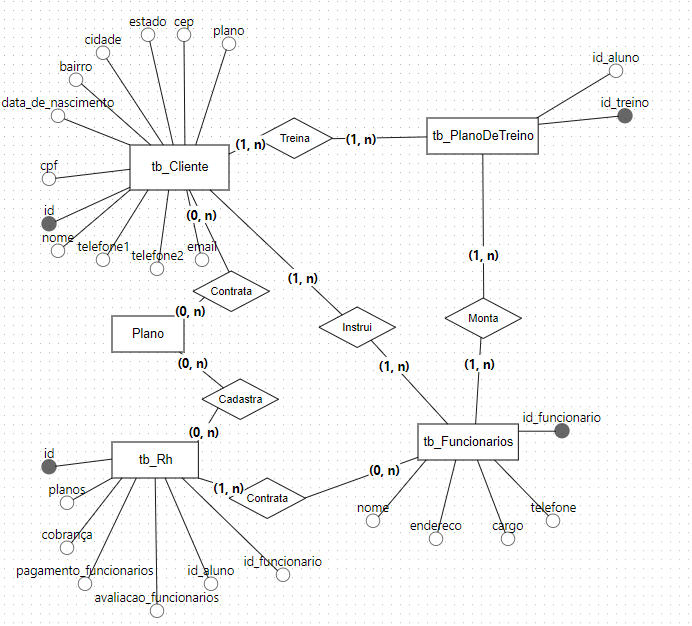 estado
cep
plano
cidade
bairro
data_de_nascimento
id_aluno
id_treino
(1, n)
Treina
(1, n)
tb_PlanoDeTreino
tb_Cliente
cpf
id
nome
telefone1
telefone2
email
(0, n)
(1, n)
(1, n)
Contrata
(0, n)
Instrui
Monta
Plano
(0, n)
(1, n)
(1, n)
Cadastra
(0, n)
id_funcionario
tb_Funcionarios
id
tb_Rh
(0, n)
planos
(1, n)
Contrata
nome
endereco
cargo
telefone
cobrança
pagamento_funcionarios
id_aluno
id_funcionario
avaliacao_funcionarios